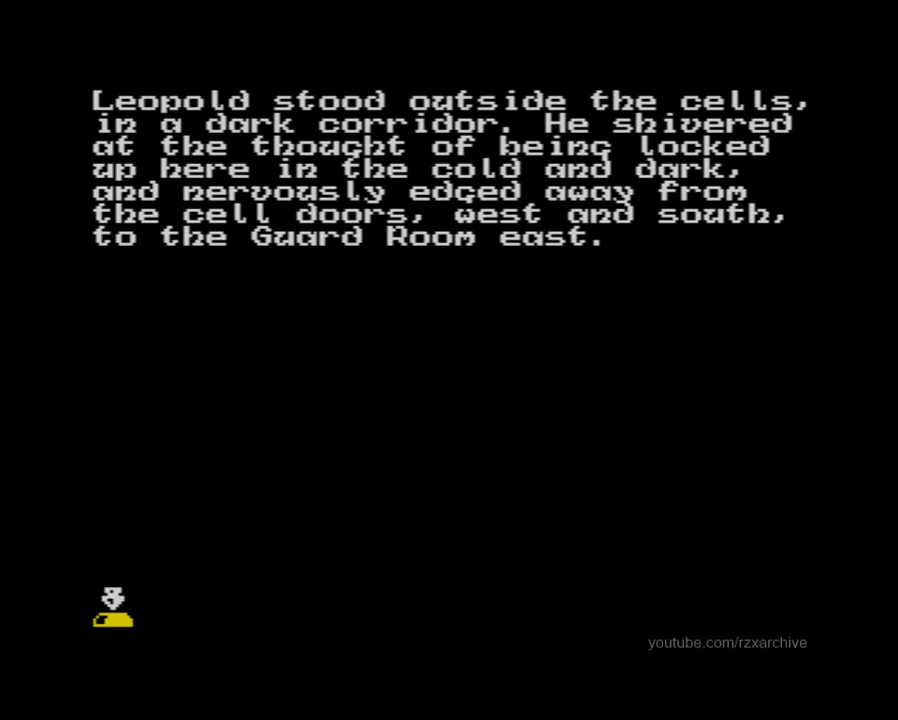 Leopold stood outside the cells,
in a dark corridor. He shivered
at the thought of being locked
up here in the cold and dark,
and nervously edged away from
the cell doors, west and south,
to the Guard Room east.
youtube.com/rzxarchive